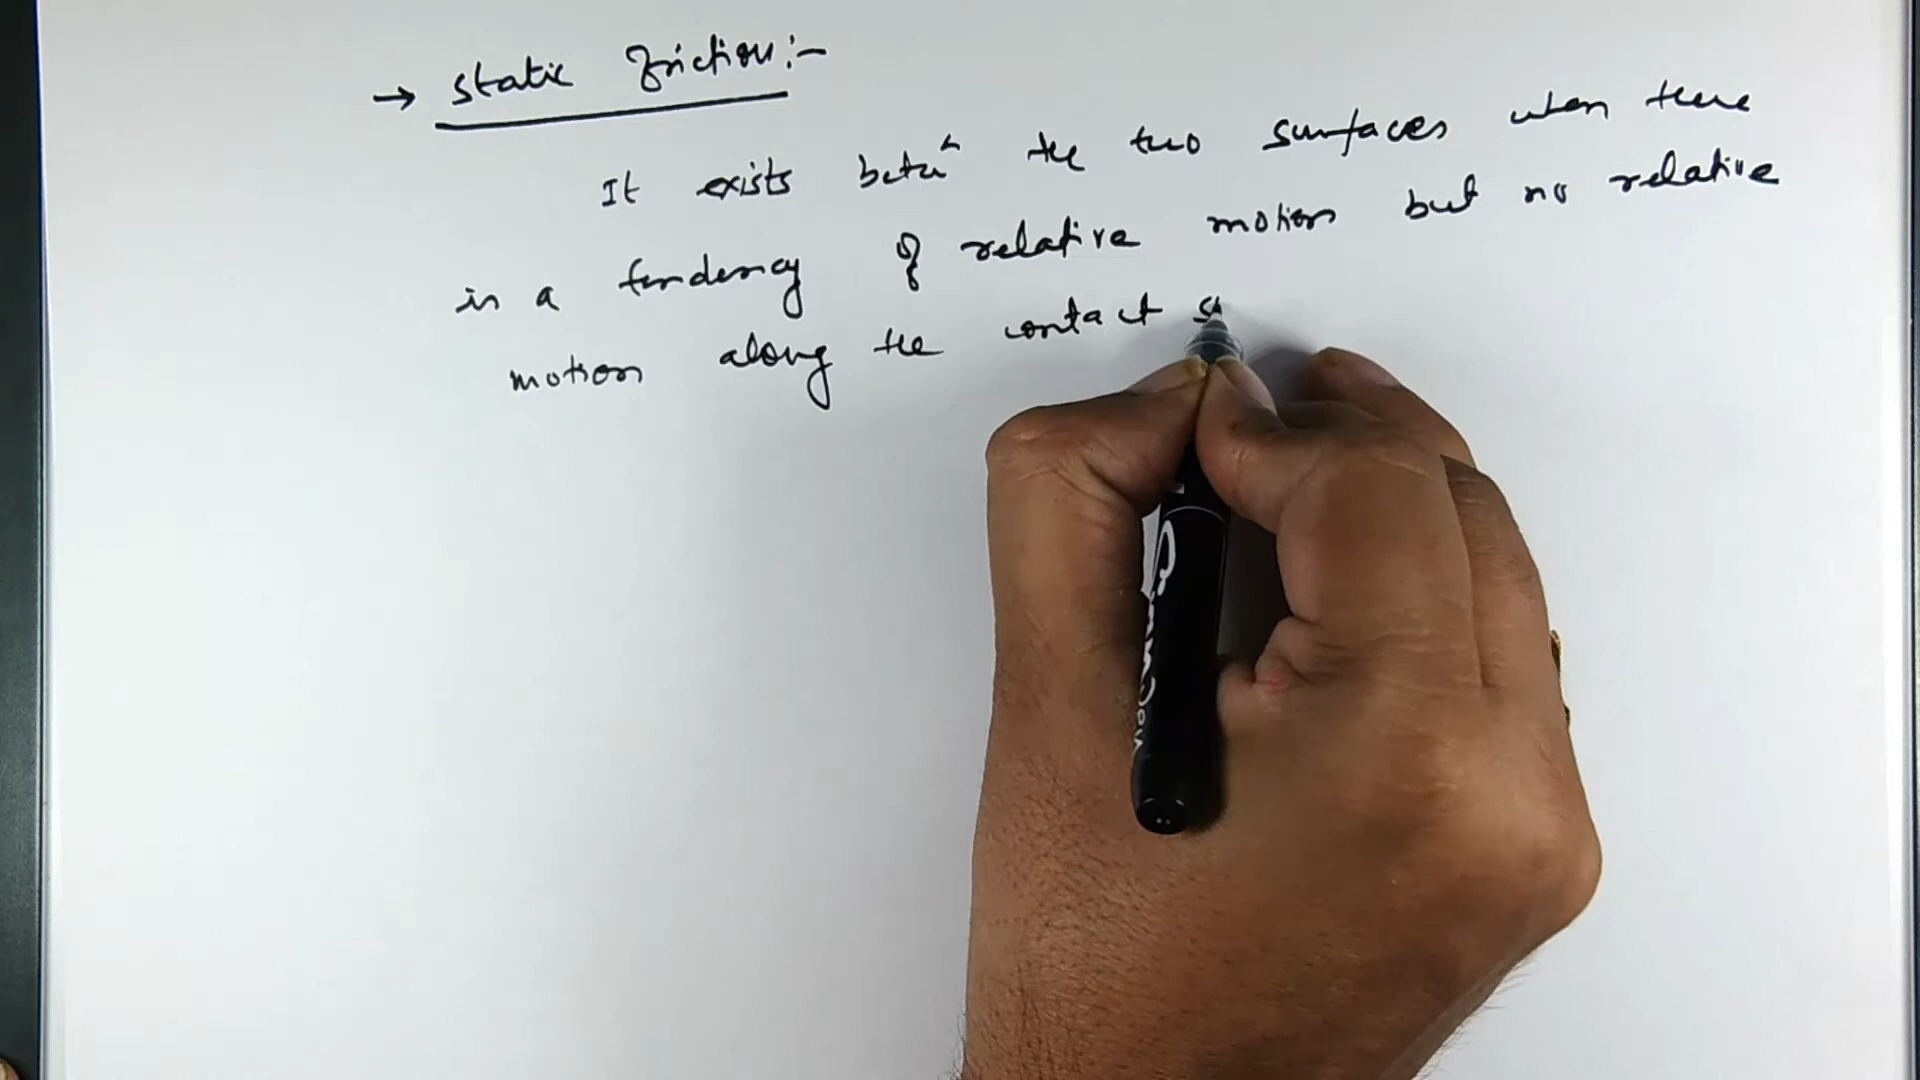 → Static friction:-
It exists betwⁿ the two surfaces when there
is a tendency of relative motion but no relative
motion along the contact